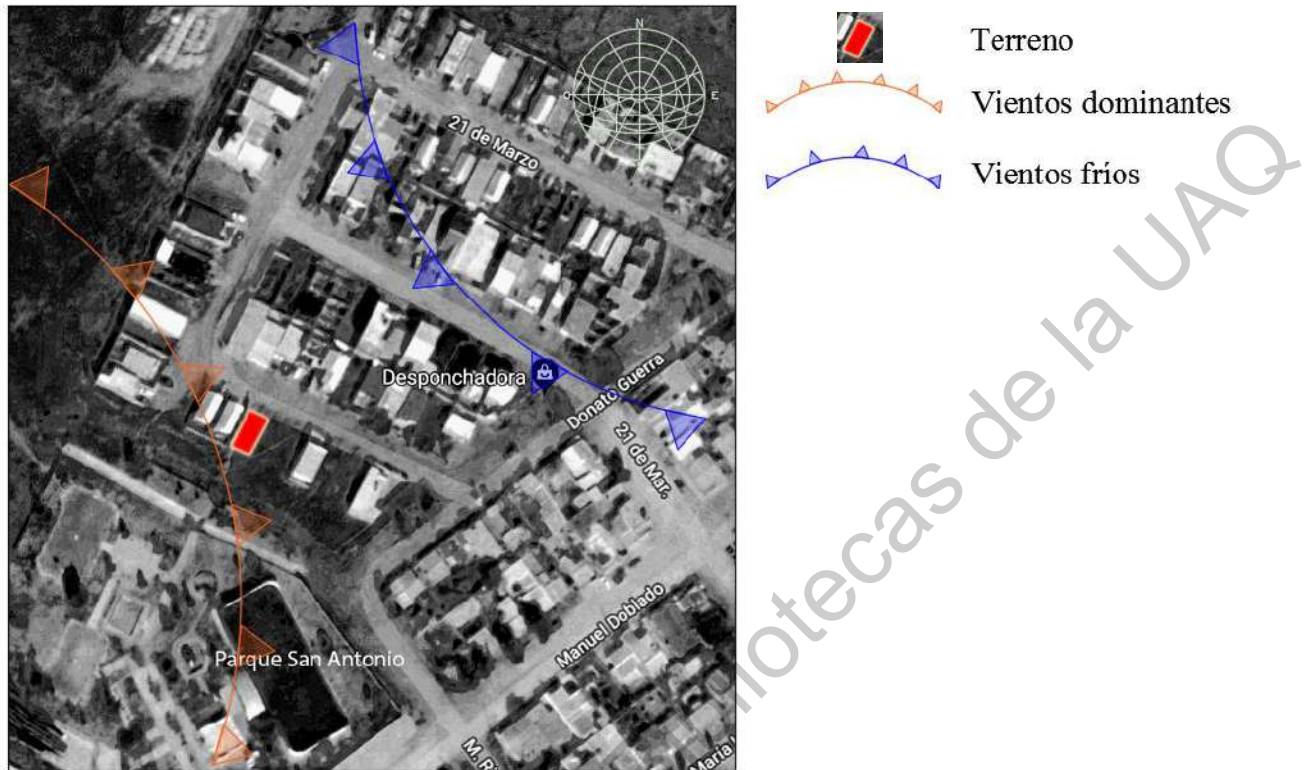 N
E
O
S
21 de Marzo
Desponchadora
Donato Guerra
21 de Mar.
Manuel Doblado
Parque San Antonio
Terreno
Vientos dominantes
Vientos fríos
liotecas de la UAQ